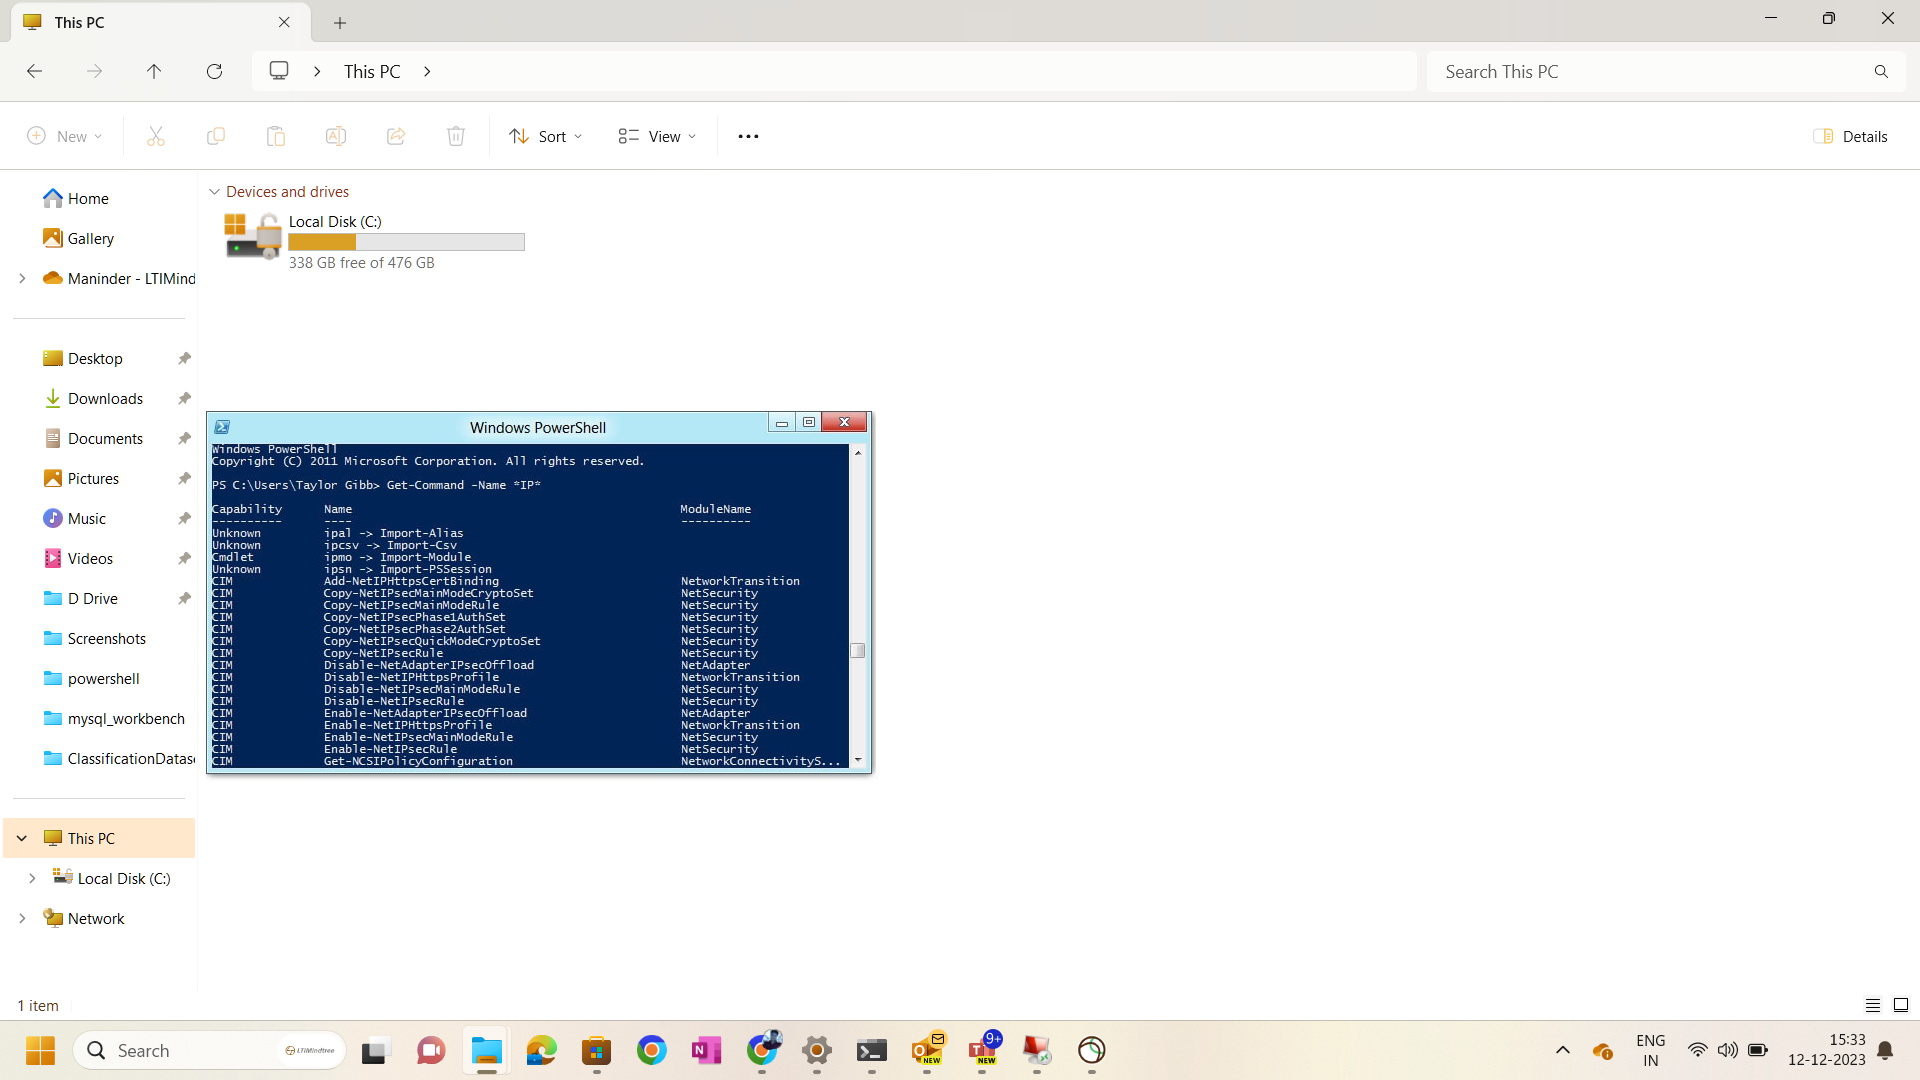 This PC
This PC
Search This PC
New
Sort
View
Details
Home
Gallery
Maninder - LTIMind
Desktop
Downloads
Documents
Pictures
Music
Videos
D Drive
Screenshots
powershell
mysql_workbench
ClassificationDatase
This PC
Local Disk (C:)
Network
Devices and drives
Local Disk (C:)
338 GB free of 476 GB
Windows PowerShell
Windows PowerShell
Copyright (C) 2011 Microsoft Corporation. All rights reserved.
PS C:\Users\Taylor Gibb> Get-Command -Name *IP*
Capability Name ModuleName
---------- ---- ----------
Unknown ipal -> Import-Alias
Unknown ipcsv -> Import-Csv
Cmdlet ipmo -> Import-Module
Unknown ipsn -> Import-PSSession
CIM Add-NetIPHttpsCertBinding NetworkTransition
CIM Copy-NetIPsecMainModeCryptoSet NetSecurity
CIM Copy-NetIPsecMainModeRule NetSecurity
CIM Copy-NetIPsecPhase1AuthSet NetSecurity
CIM Copy-NetIPsecPhase2AuthSet NetSecurity
CIM Copy-NetIPsecQuickModeCryptoSet NetSecurity
CIM Copy-NetIPsecRule NetSecurity
CIM Disable-NetAdapterIPsecOffload NetAdapter
CIM Disable-NetIPHttpsProfile NetworkTransition
CIM Disable-NetIPsecMainModeRule NetSecurity
CIM Disable-NetIPsecRule NetSecurity
CIM Enable-NetAdapterIPsecOffload NetAdapter
CIM Enable-NetIPHttpsProfile NetworkTransition
CIM Enable-NetIPsecMainModeRule NetSecurity
CIM Enable-NetIPsecRule NetSecurity
CIM Get-NCSIPolicyConfiguration NetworkConnectivityS...
1 item
Search
LTIMindtree
NEW
9+
NEW
ENG
IN
15:33
12-12-2023